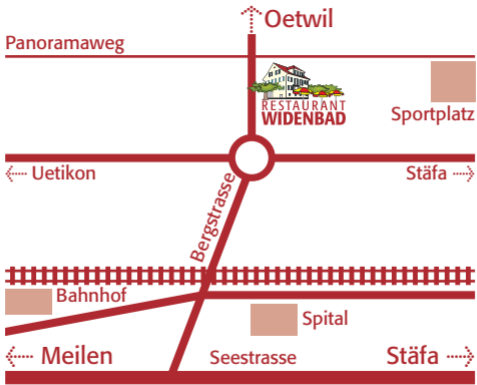 Oetwil
Panoramaweg
RESTAURANT
WIDENBAD
Sportplatz
Uetikon
Stäfa
Bergstrasse
Bahnhof
Spital
Meilen
Seestrasse
Stäfa